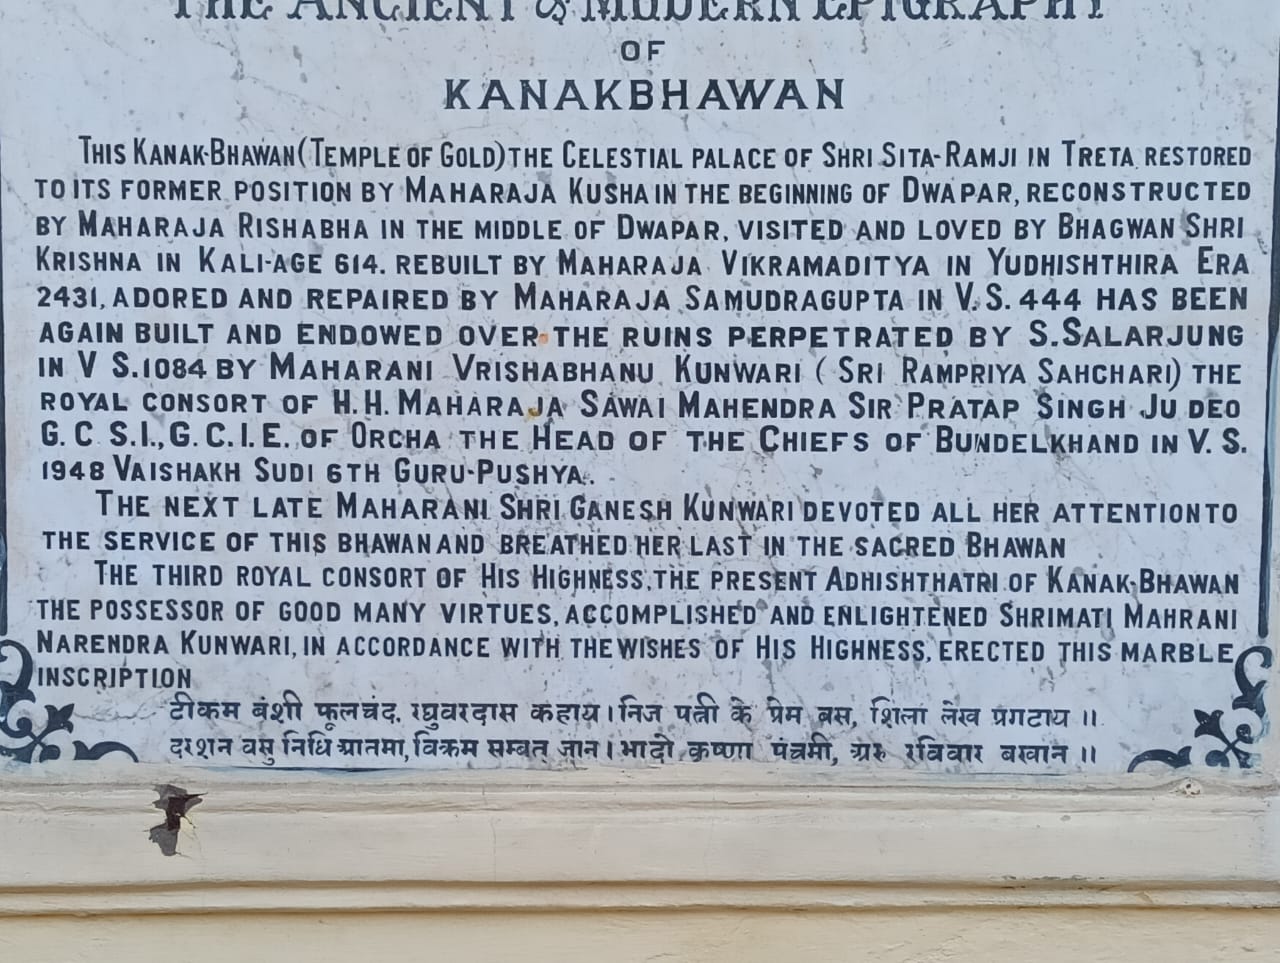 THE ANCIENT & MODERN EPIGRAPHY
OF
KANAKBHAWAN
THIS KANAK-BHAWAN (TEMPLE OF GOLD) THE CELESTIAL PALACE OF SHRI SITA-RAMJI IN TRETA RESTORED
TO ITS FORMER POSITION BY MAHARAJA KUSHA IN THE BEGINNING OF DWAPAR, RECONSTRUCTED
BY MAHARAJA RISHABHA IN THE MIDDLE OF DWAPAR, VISITED AND LOVED BY BHAGWAN SHRI
KRISHNA IN KALI-AGE 614. REBUILT BY MAHARAJA VIKRAMADITYA IN YUDHISHTHIRA ERA
2431, ADORED AND REPAIRED BY MAHARAJA SAMUDRAGUPTA IN V.S. 444 HAS BEEN
AGAIN BUILT AND ENDOWED OVER THE RUINS PERPETRATED BY S. SALARJUNG
IN V S. 1084 BY MAHARANI VRISHABHANU KUNWARI (SRI RAMPRIYA SAHCHARI) THE
ROYAL CONSORT OF H.H. MAHARAJA SAWAI MAHENDRA SIR PRATAP SINGH JU DEO
G. C S.I., G.C.I.E. OF ORCHA THE HEAD OF THE CHIEFS OF BUNDELKHAND IN V. S.
1948 VAISHAKH SUDI 6TH GURU-PUSHYA.
THE NEXT LATE MAHARANI SHRI GANESH KUNWARI DEVOTED ALL HER ATTENTION TO
THE SERVICE OF THIS BHAWAN AND BREATHED HER LAST IN THE SACRED BHAWAN
THE THIRD ROYAL CONSORT OF HIS HIGHNESS, THE PRESENT ADHISHTHATRI OF KANAK-BHAWAN
THE POSSESSOR OF GOOD MANY VIRTUES, ACCOMPLISHED AND ENLIGHTENED SHRIMATI MAHRANI
NARENDRA KUNWARI, IN ACCORDANCE WITH THE WISHES OF HIS HIGHNESS, ERECTED THIS MARBLE
INSCRIPTION
टीकम बंशी फूलचंद, रघुवरदास कहाय। निज पत्नी के प्रेम बस, शिला लेख प्रगटाय ॥
दरशन वसु निधि आतमा, विक्रम सम्बत् जान। भादो कृष्णा पंचमी, अरु रविवार बखान ॥